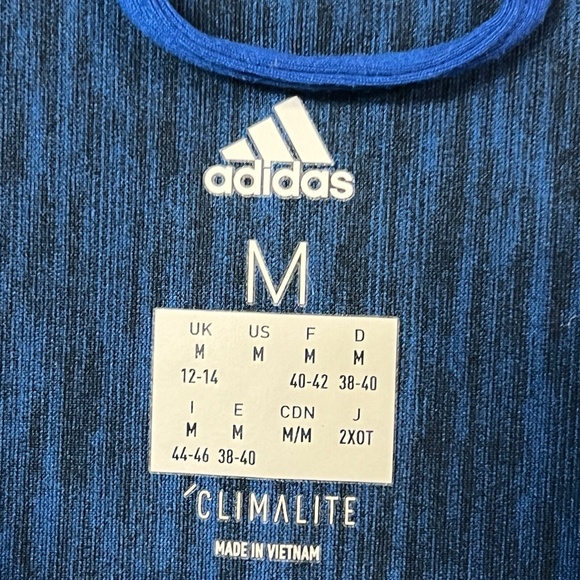 adidas
M
UK US F D
M M M M
12-14 40-42 38-40
I E CDN J
M M M/M 2XOT
44-46 38-40
CLIMALITE
MADE IN VIETNAM